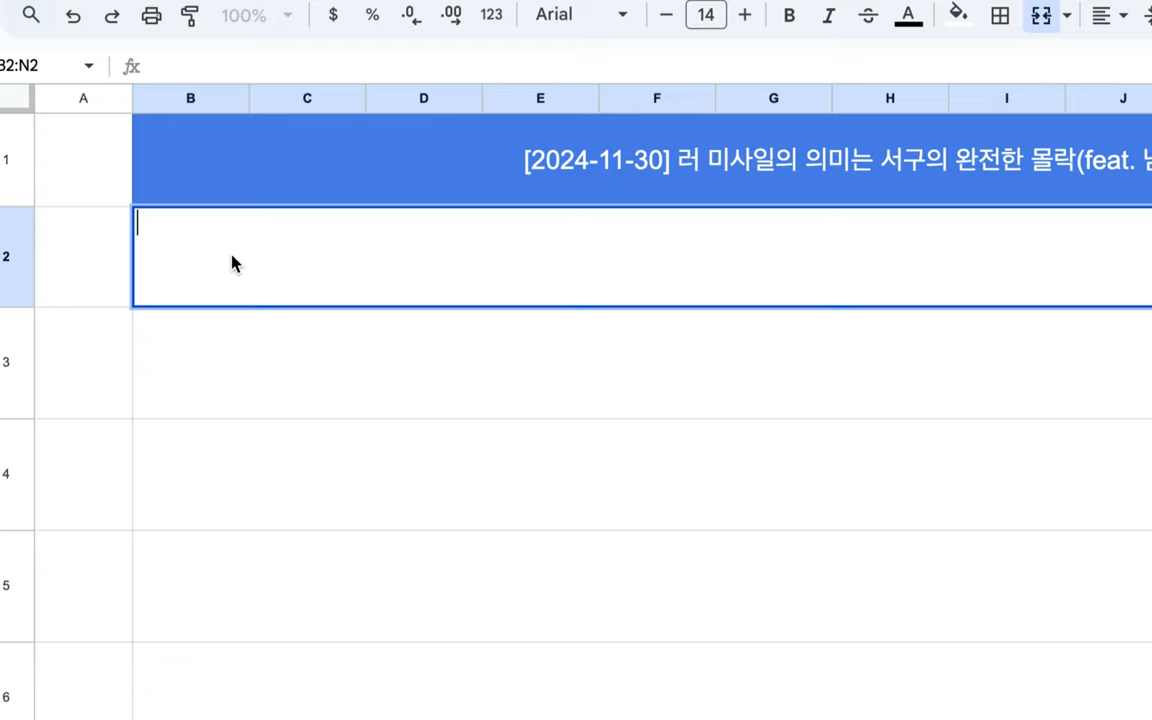 100% $ % .0 .00 123 Arial 14 B I S A
B2:N2 fx
A B C D E F G H I J
1 [2024-11-30] 러 미사일의 의미는 서구의 완전한 몰락(feat.
2
3
4
5
6